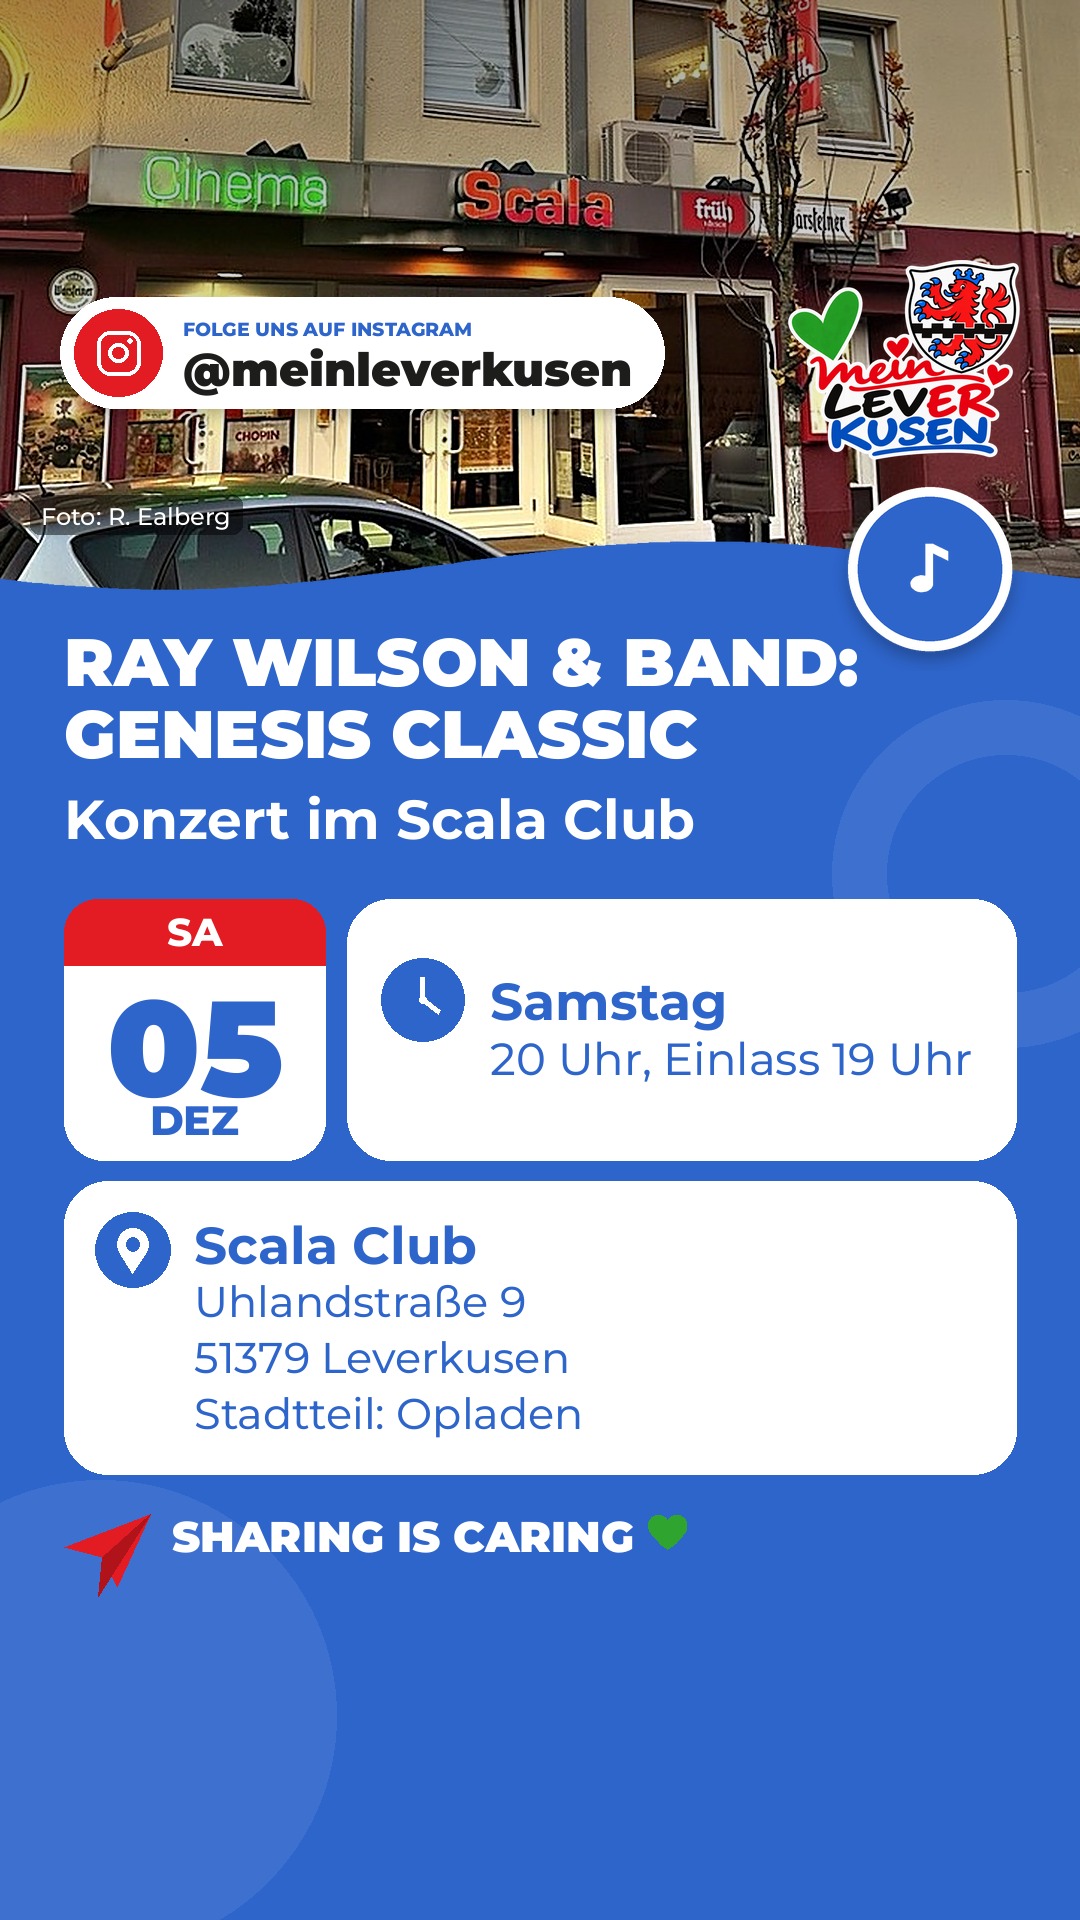 Cinema
Scala
früh
Warsteiner
Warsteiner
FOLGE UNS AUF INSTAGRAM
@meinleverkusen
mein
LEVER
KUSEN
CHOPIN
Foto: R. Ealberg
RAY WILSON & BAND:
GENESIS CLASSIC
Konzert im Scala Club
SA
05
DEZ
Samstag
20 Uhr, Einlass 19 Uhr
Scala Club
Uhlandstraße 9
51379 Leverkusen
Stadtteil: Opladen
SHARING IS CARING